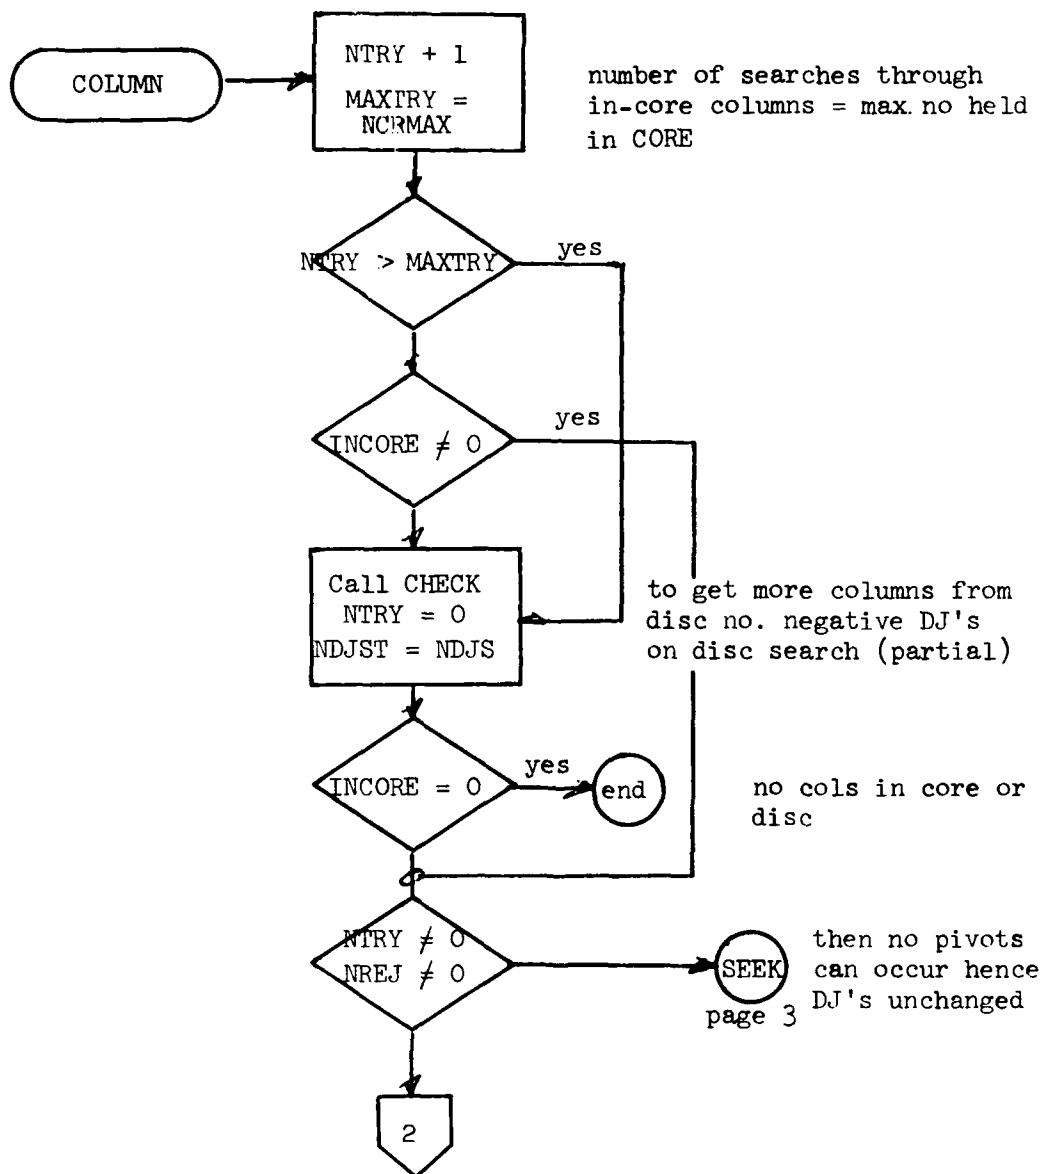 COLUMN
NTRY + 1
MAXTRY =
NCRMAX
number of searches through
in-core columns = max. no held
in CORE
NTRY > MAXTRY
yes
INCORE ≠ 0
yes
Call CHECK
NTRY = 0
NDJST = NDJS
to get more columns from
disc no. negative DJ's
on disc search (partial)
INCORE = 0
yes
end
no cols in core or
disc
NTRY ≠ 0
NREJ ≠ 0
SEEK
page 3
then no pivots
can occur hence
DJ's unchanged
2